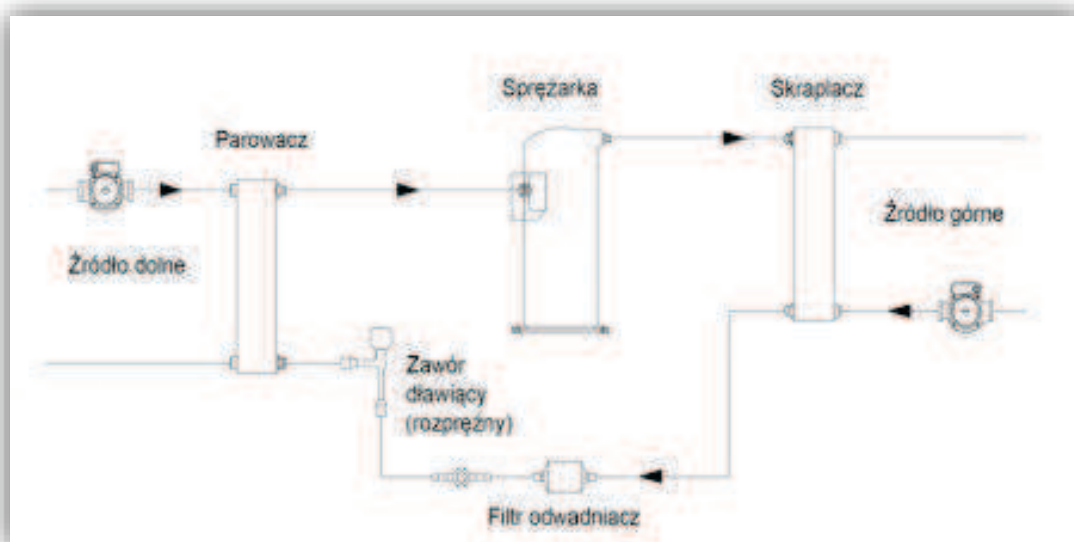 Sprężarka
Skraplacz
Parowacz
Źródło górne
Źródło dolne
Zawór
dławiący
(rozprężny)
Filtr odwadniacz